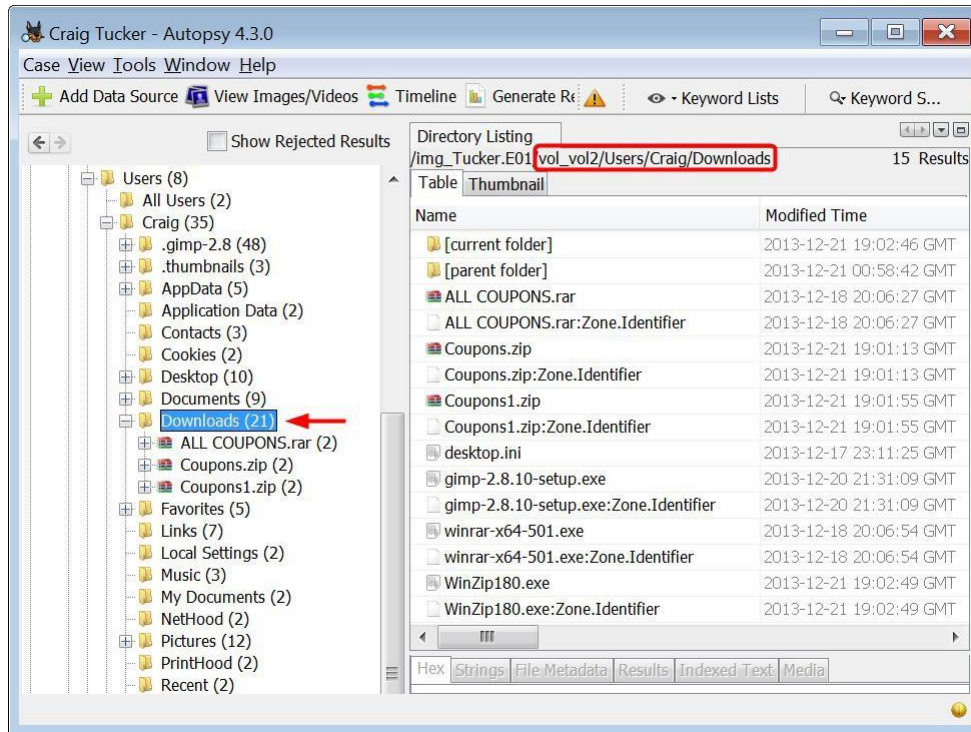 Craig Tucker - Autopsy 4.3.0
Case View Tools Window Help
Add Data Source View Images/Videos Timeline Generate Re Keyword Lists Keyword S...
Show Rejected Results
Users (8)
All Users (2)
Craig (35)
.gimp-2.8 (48)
.thumbnails (3)
AppData (5)
Application Data (2)
Contacts (3)
Cookies (2)
Desktop (10)
Documents (9)
Downloads (21)
ALL COUPONS.rar (2)
Coupons.zip (2)
Coupons1.zip (2)
Favorites (5)
Links (7)
Local Settings (2)
Music (3)
My Documents (2)
NetHood (2)
Pictures (12)
PrintHood (2)
Recent (2)
Directory Listing
/img_Tucker.E01/vol_vol2/Users/Craig/Downloads 15 Results
Table Thumbnail
Name Modified Time
[current folder] 2013-12-21 19:02:46 GMT
[parent folder] 2013-12-21 00:58:42 GMT
ALL COUPONS.rar 2013-12-18 20:06:27 GMT
ALL COUPONS.rar:Zone.Identifier 2013-12-18 20:06:27 GMT
Coupons.zip 2013-12-21 19:01:13 GMT
Coupons.zip:Zone.Identifier 2013-12-21 19:01:13 GMT
Coupons1.zip 2013-12-21 19:01:55 GMT
Coupons1.zip:Zone.Identifier 2013-12-21 19:01:55 GMT
desktop.ini 2013-12-17 23:11:25 GMT
gimp-2.8.10-setup.exe 2013-12-20 21:31:09 GMT
gimp-2.8.10-setup.exe:Zone.Identifier 2013-12-20 21:31:09 GMT
winrar-x64-501.exe 2013-12-18 20:06:54 GMT
winrar-x64-501.exe:Zone.Identifier 2013-12-18 20:06:54 GMT
WinZip180.exe 2013-12-21 19:02:49 GMT
WinZip180.exe:Zone.Identifier 2013-12-21 19:02:49 GMT
Hex Strings File Metadata Results Indexed Text Media